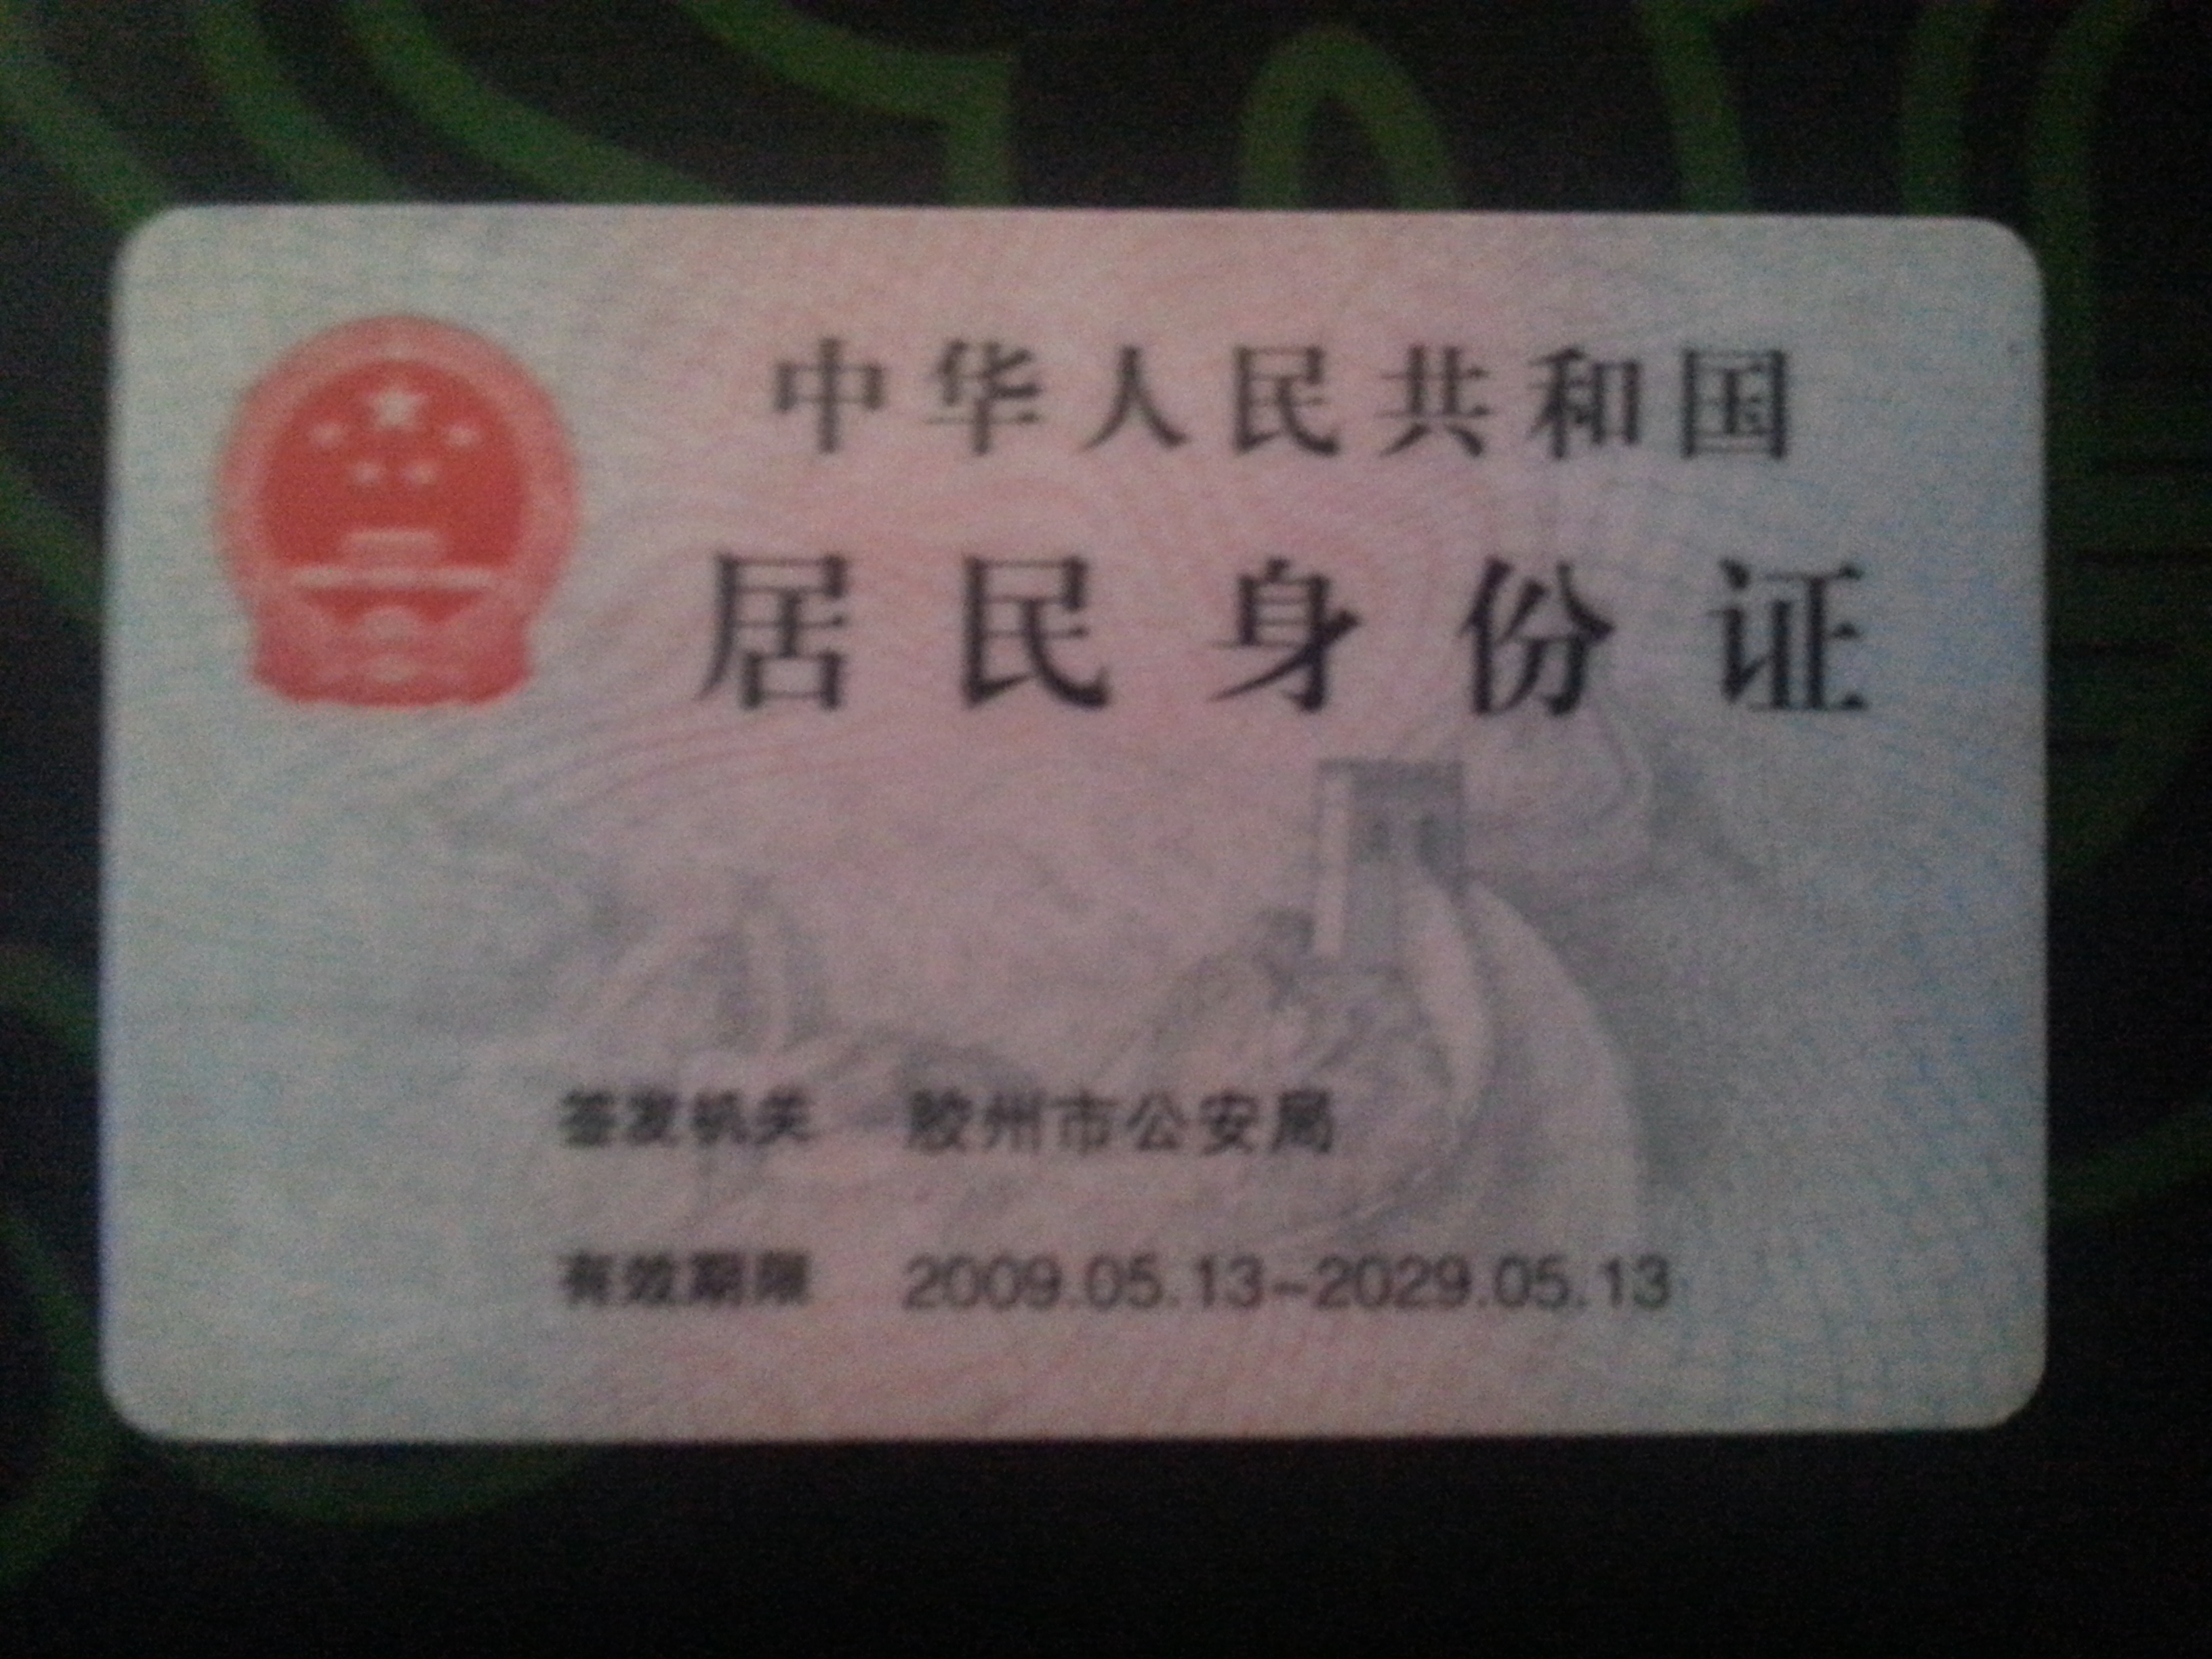 中华人民共和国
居民身份证
签发机关 胶州市公安局
有效期限 2009.05.13-2029.05.13